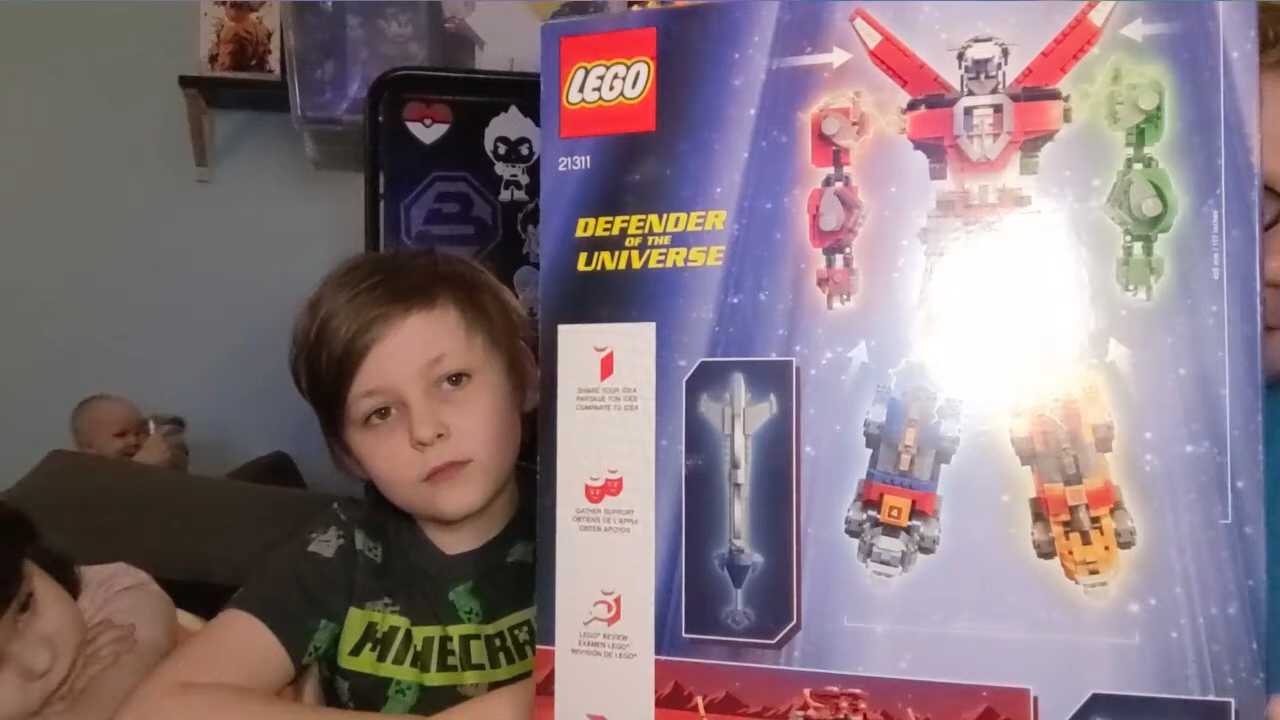 LEGO
21311
DEFENDER
OF THE
UNIVERSE
SHARE YOUR IDEA
PARTAGE TON IDÉE
COMPARTE TU IDEA
GATHER SUPPORT
OBTIENS DE L'APPUI
OBTÉN APOYOS
LEGO® REVIEW
EXAMEN LEGO®
REVISIÓN DE LEGO®
MINECRA